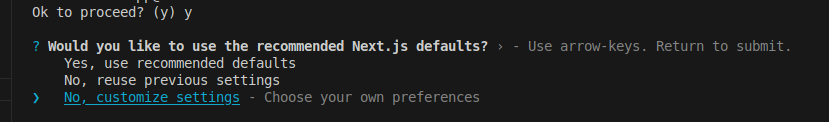 Ok to proceed? (y) y
? Would you like to use the recommended Next.js defaults? › - Use arrow-keys. Return to submit.
Yes, use recommended defaults
No, reuse previous settings
❯ No, customize settings - Choose your own preferences